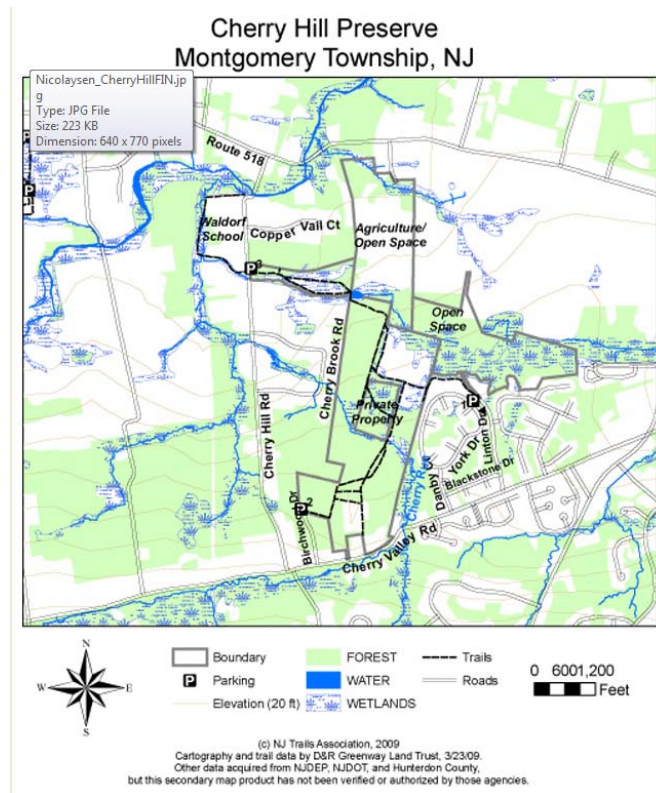 Cherry Hill Preserve
Montgomery Township, NJ
Nicolaysen_CherryHillFIN.jp
g
Type: JPG File
Size: 223 KB
Dimension: 640 x 770 pixels
Route 518
P
Waldorf
School
Copper Vail Ct
Agriculture/
Open Space
P 3
Open
Space
Cherry Brook Rd
Cherry Hill Rd
Private
Property
1
P
Linton Dr
York Dr
Danby Ct
Blackstone Dr
P 2
Birchwood Dr
Cherry Valley Rd
N
W E
S
Boundary
FOREST
Trails
P Parking
WATER
Roads
Elevation (20 ft)
WETLANDS
0 6001,200
Feet
(c) NJ Trails Association, 2009
Cartography and trail data by D&R Greenway Land Trust, 3/23/09.
Other data acquired from NJDEP, NJDOT, and Hunterdon County,
but this secondary map product has not been verified or authorized by those agencies.